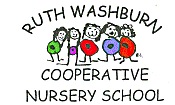 RUTH WASHBURN
COOPERATIVE
NURSERY SCHOOL